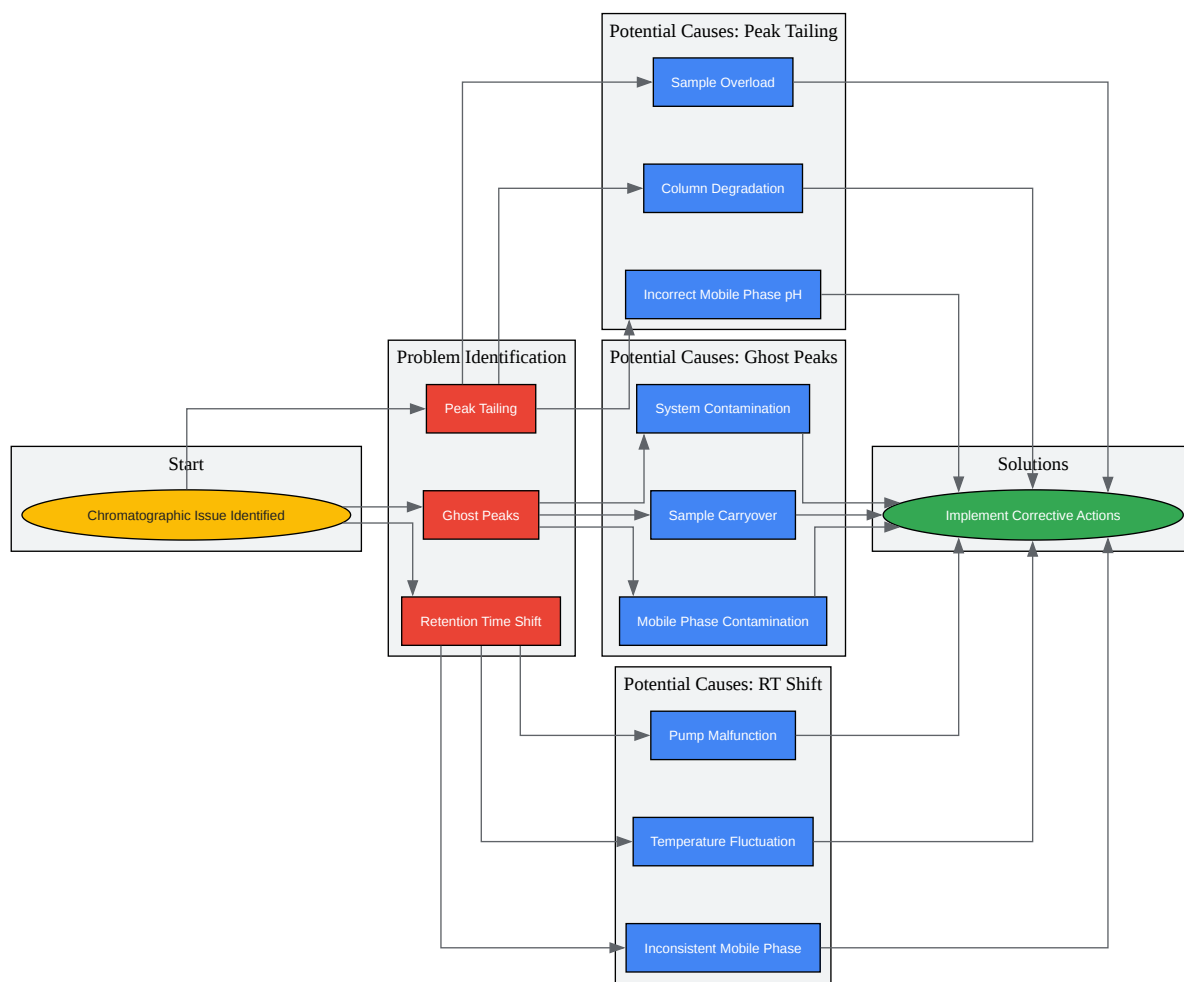 Potential Causes: Peak Tailing
Sample Overload
Column Degradation
Incorrect Mobile Phase pH
Problem Identification
Potential Causes: Ghost Peaks
Peak Tailing
System Contamination
Start
Solutions
Chromatographic Issue Identified
Ghost Peaks
Sample Carryover
Implement Corrective Actions
Retention Time Shift
Mobile Phase Contamination
Potential Causes: RT Shift
Pump Malfunction
Temperature Fluctuation
Inconsistent Mobile Phase